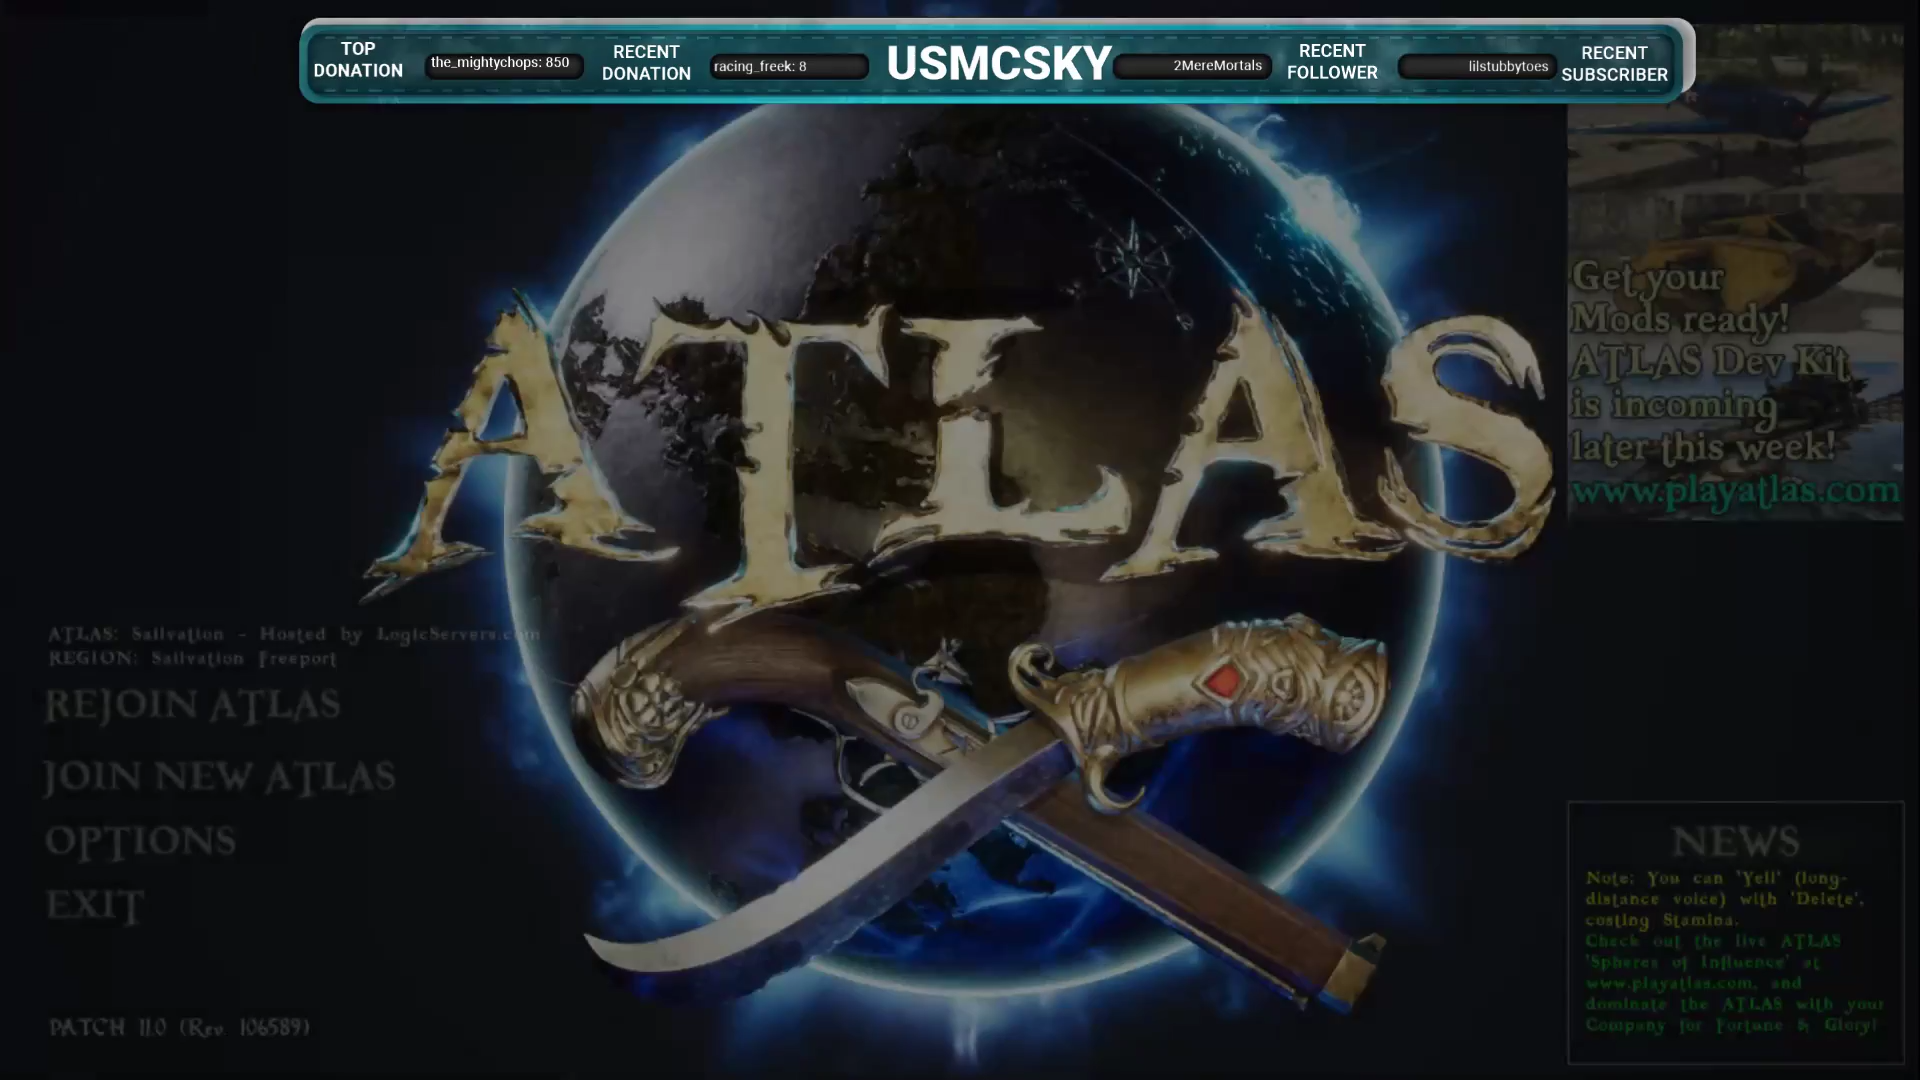 TOP
DONATION
the_mightychops: 850
RECENT
DONATION
racing_freek: 8
USMCSKY
2MereMortals
RECENT
FOLLOWER
lilstubbytoes
RECENT
SUBSCRIBER
ATLAS
Get your
Mods ready!
ATLAS Dev Kit
is incoming
later this week!
www.playatlas.com
ATLAS: Sailvation - Hosted by LogicServers.com
REGION: Sailvation Freeport
REJOIN ATLAS
JOIN NEW ATLAS
OPTIONS
EXIT
PATCH 11.0 (Rev. 106589)
NEWS
Note: You can 'Yell' (long-
distance voice) with 'Delete',
costing Stamina.
Check out the live ATLAS
'Spheres of Influence' at
www.playatlas.com, and
dominate the ATLAS with your
Company for Fortune & Glory!